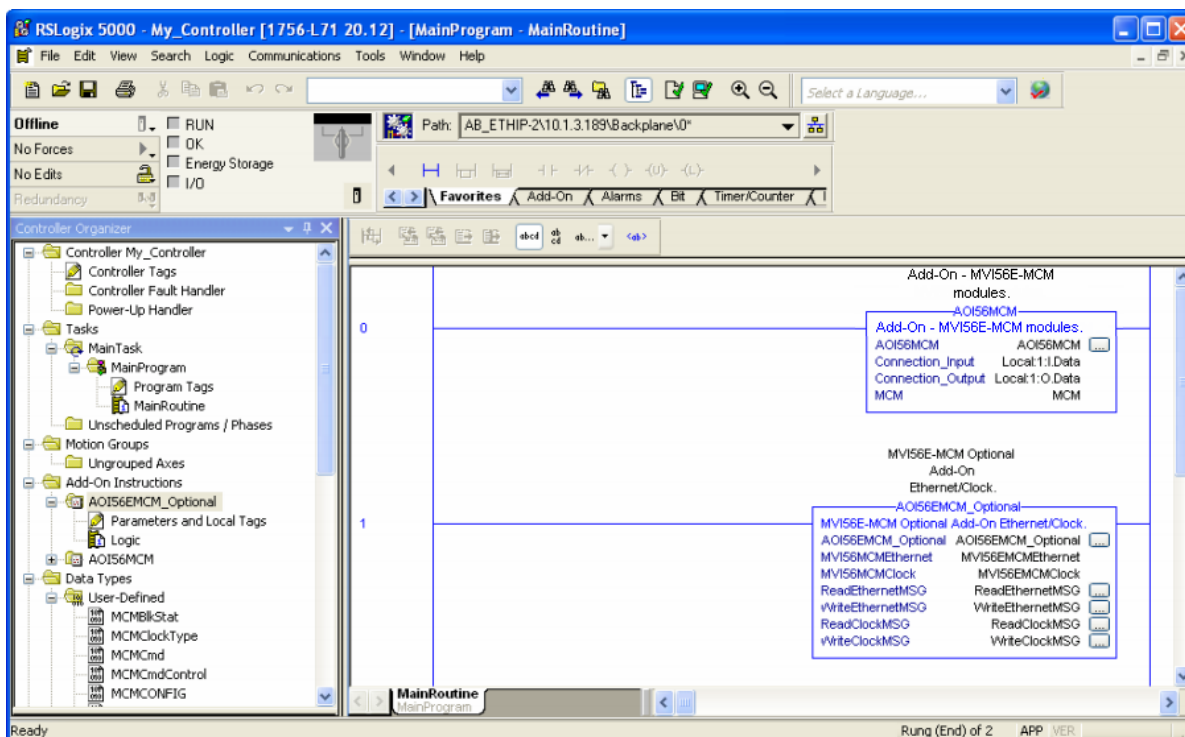 RSLogix 5000 - My_Controller [1756-L71 20.12] - [MainProgram - MainRoutine]
File Edit View Search Logic Communications Tools Window Help
Select a Language...
Offline
RUN
No Forces
OK
No Edits
Energy Storage
Redundancy
I/O
Path: AB_ETHIP-2\10.1.3.189\Backplane\0*
Favorites Add-On Alarms Bit Timer/Counter
Controller Organizer
Controller My_Controller
Controller Tags
Controller Fault Handler
Power-Up Handler
Tasks
MainTask
MainProgram
Program Tags
MainRoutine
Unscheduled Programs / Phases
Motion Groups
Ungrouped Axes
Add-On Instructions
AOI56EMCM_Optional
Parameters and Local Tags
Logic
AOI56MCM
Data Types
User-Defined
MCMBlkStat
MCMClockType
MCMCmd
MCMCmdControl
MCMCONFIG
abcd ab cd ab... <ab>
Add-On - MVI56E-MCM
modules.
AOI56MCM
0
Add-On - MVI56E-MCM modules.
AOI56MCM AOI56MCM ...
Connection_Input Local:1:I.Data
Connection_Output Local:1:O.Data
MCM MCM
MVI56E-MCM Optional
Add-On
Ethernet/Clock.
AOI56EMCM_Optional
1
MVI56E-MCM Optional Add-On Ethernet/Clock.
AOI56EMCM_Optional AOI56EMCM_Optional ...
MVI56MCMEthernet MVI56EMCMEthernet
MVI56MCMClock MVI56EMCMClock
ReadEthernetMSG ReadEthernetMSG ...
WriteEthernetMSG WriteEthernetMSG ...
ReadClockMSG ReadClockMSG ...
WriteClockMSG WriteClockMSG ...
MainRoutine
MainProgram
Ready
Rung (End) of 2 APP VER